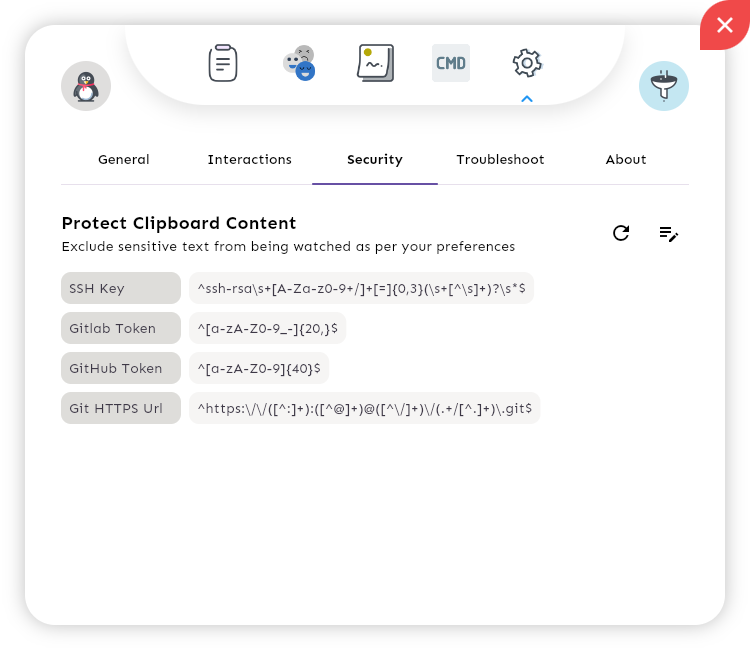 CMD
General Interactions Security Troubleshoot About
Protect Clipboard Content
Exclude sensitive text from being watched as per your preferences
SSH Key ^ssh-rsa\s+[A-Za-z0-9+/]+[=]{0,3}(\s+[^\s]+)?\s*$
Gitlab Token ^[a-zA-Z0-9_-]{20,}$
GitHub Token ^[a-zA-Z0-9]{40}$
Git HTTPS Url ^https:\/\/([^:]+):([^@]+)@([^\/]+)\/(.+/[^.]+)\.git$